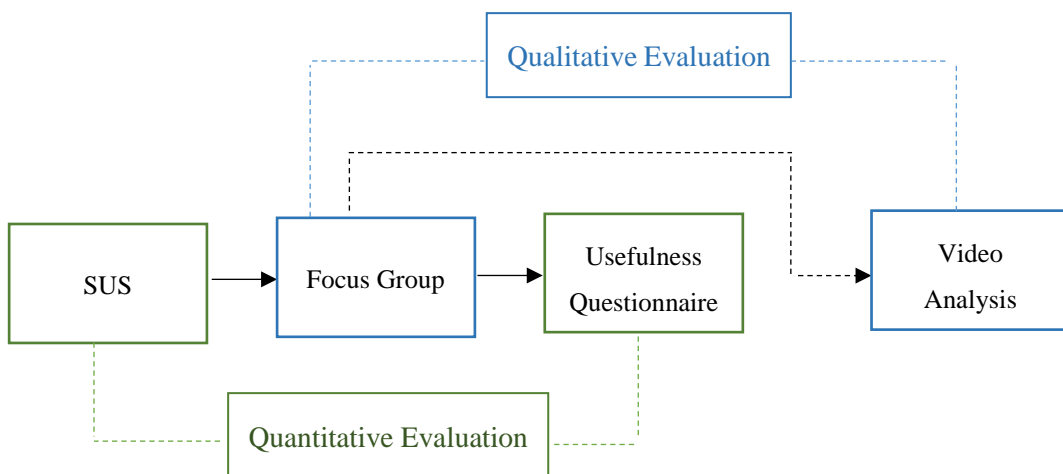 Qualitative Evaluation
SUS
Focus Group
Usefulness
Questionnaire
Video
Analysis
Quantitative Evaluation